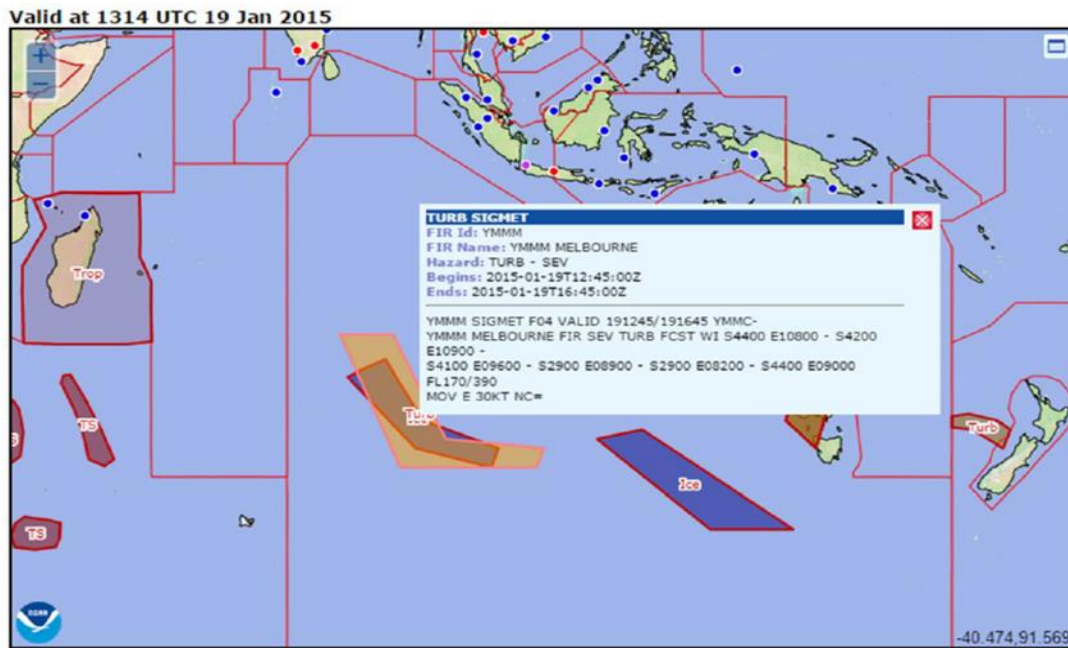 Valid at 1314 UTC 19 Jan 2015
+
−
TURB SIGMET
FIR Id: YMMM
FIR Name: YMMM MELBOURNE
Hazard: TURB - SEV
Begins: 2015-01-19T12:45:00Z
Ends: 2015-01-19T16:45:00Z
YMMM SIGMET F04 VALID 191245/191645 YMMC-
YMMM MELBOURNE FIR SEV TURB FCST WI S4400 E10800 - S4200
E10900 -
S4100 E09600 - S2900 E08900 - S2900 E08200 - S4400 E09000
FL170/390
MOV E 30KT NC=
Trop
TS
Turb
Turb
Ice
TS
-40.474,91.569